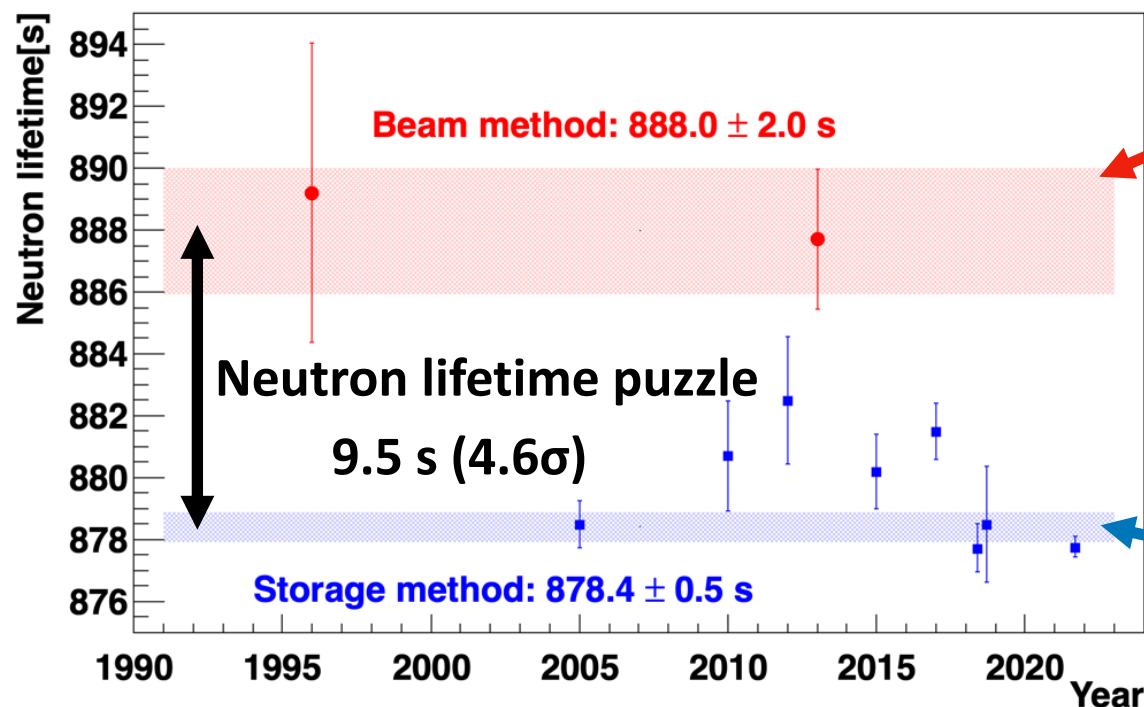 Neutron lifetime[s]
894
892
890
888
886
884
882
880
878
876
Beam method: 888.0 ± 2.0 s
Neutron lifetime puzzle
9.5 s (4.6σ)
Storage method: 878.4 ± 0.5 s
1990 1995 2000 2005 2010 2015 2020
Year